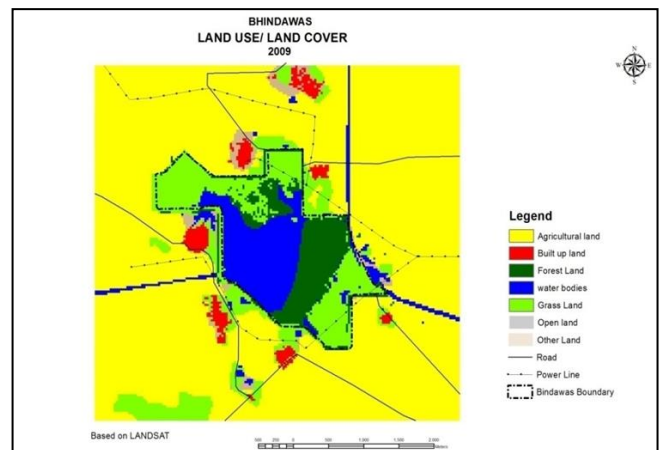 BHINDAWAS
LAND USE/ LAND COVER
2009
N
W E
S
Legend
Agricultural land
Built up land
Forest Land
water bodies
Grass Land
Open land
Other Land
Road
Power Line
Bindawas Boundary
Based on LANDSAT